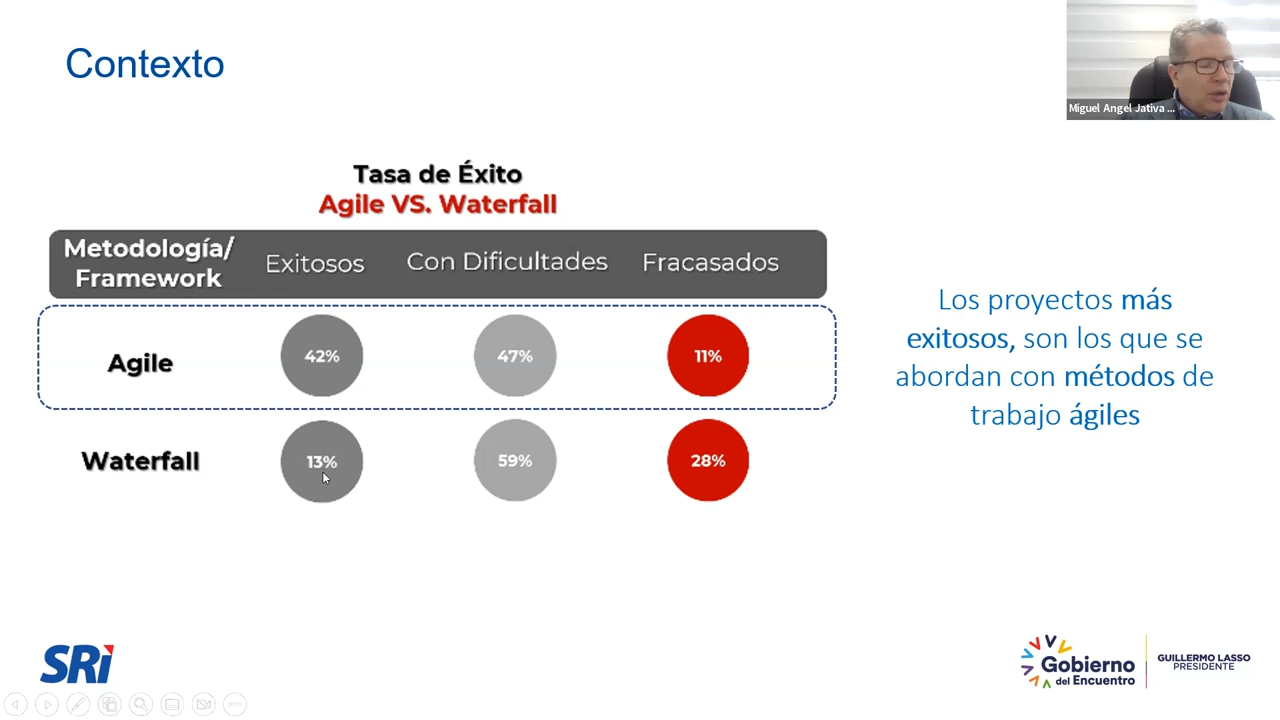 Contexto
Miguel Angel Jativa ...
Tasa de Éxito
Agile VS. Waterfall
Metodología/
Framework
Exitosos
Con Dificultades
Fracasados
Agile
42%
47%
11%
Waterfall
13%
59%
28%
Los proyectos más
exitosos, son los que se
abordan con métodos de
trabajo ágiles
SRi
Gobierno
del Encuentro
GUILLERMO LASSO
PRESIDENTE